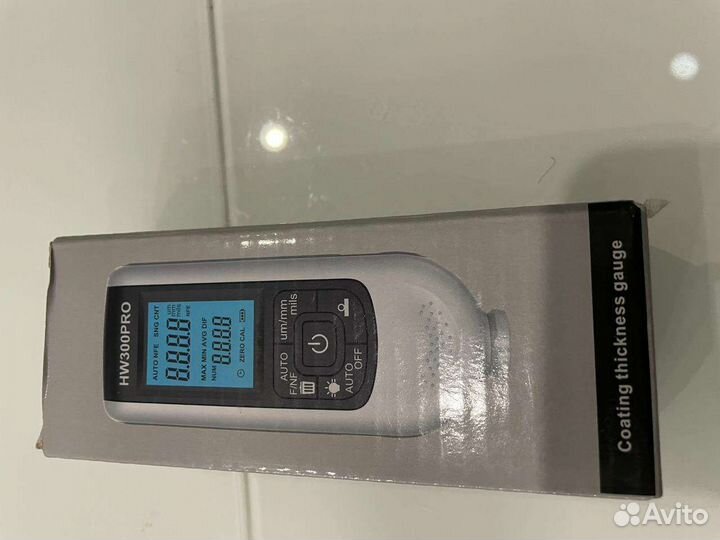 HW300PRO
AUTO NFE SNG CNT
8.8.8.8
um
mm
mils
NFE
MAX MIN AVG DIF
NUM
8.8.8.8
ZERO CAL
AUTO
F/NF
um/mm
mils
AUTO
OFF
Coating thickness gauge
Avito